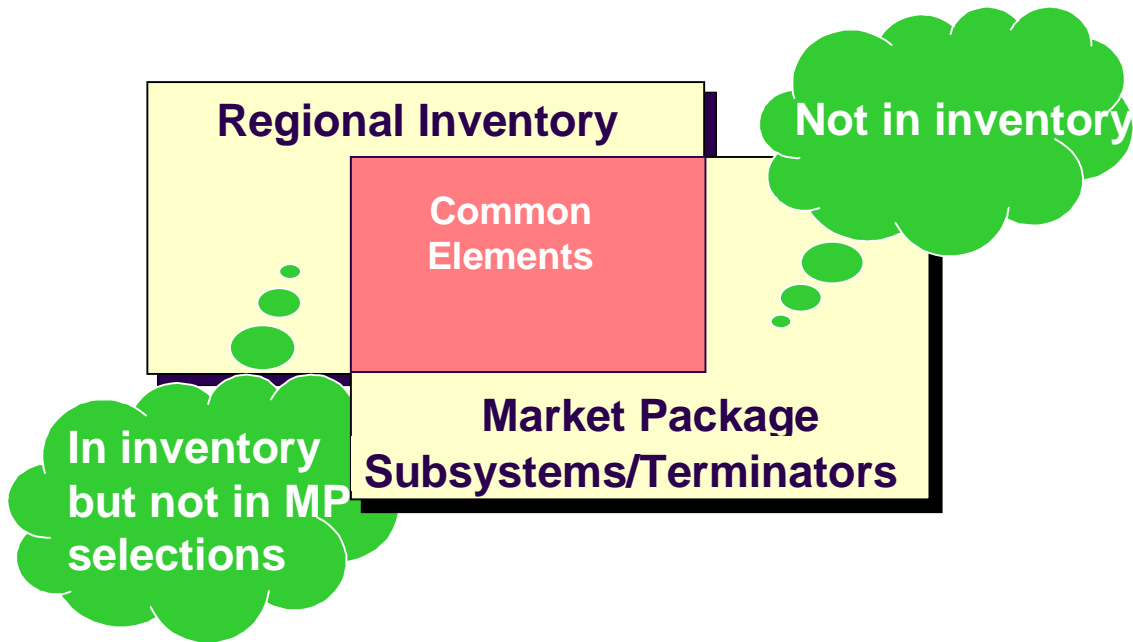 Regional Inventory
Not in inventory
Common
Elements
Market Package
Subsystems/Terminators
In inventory
but not in MP
selections